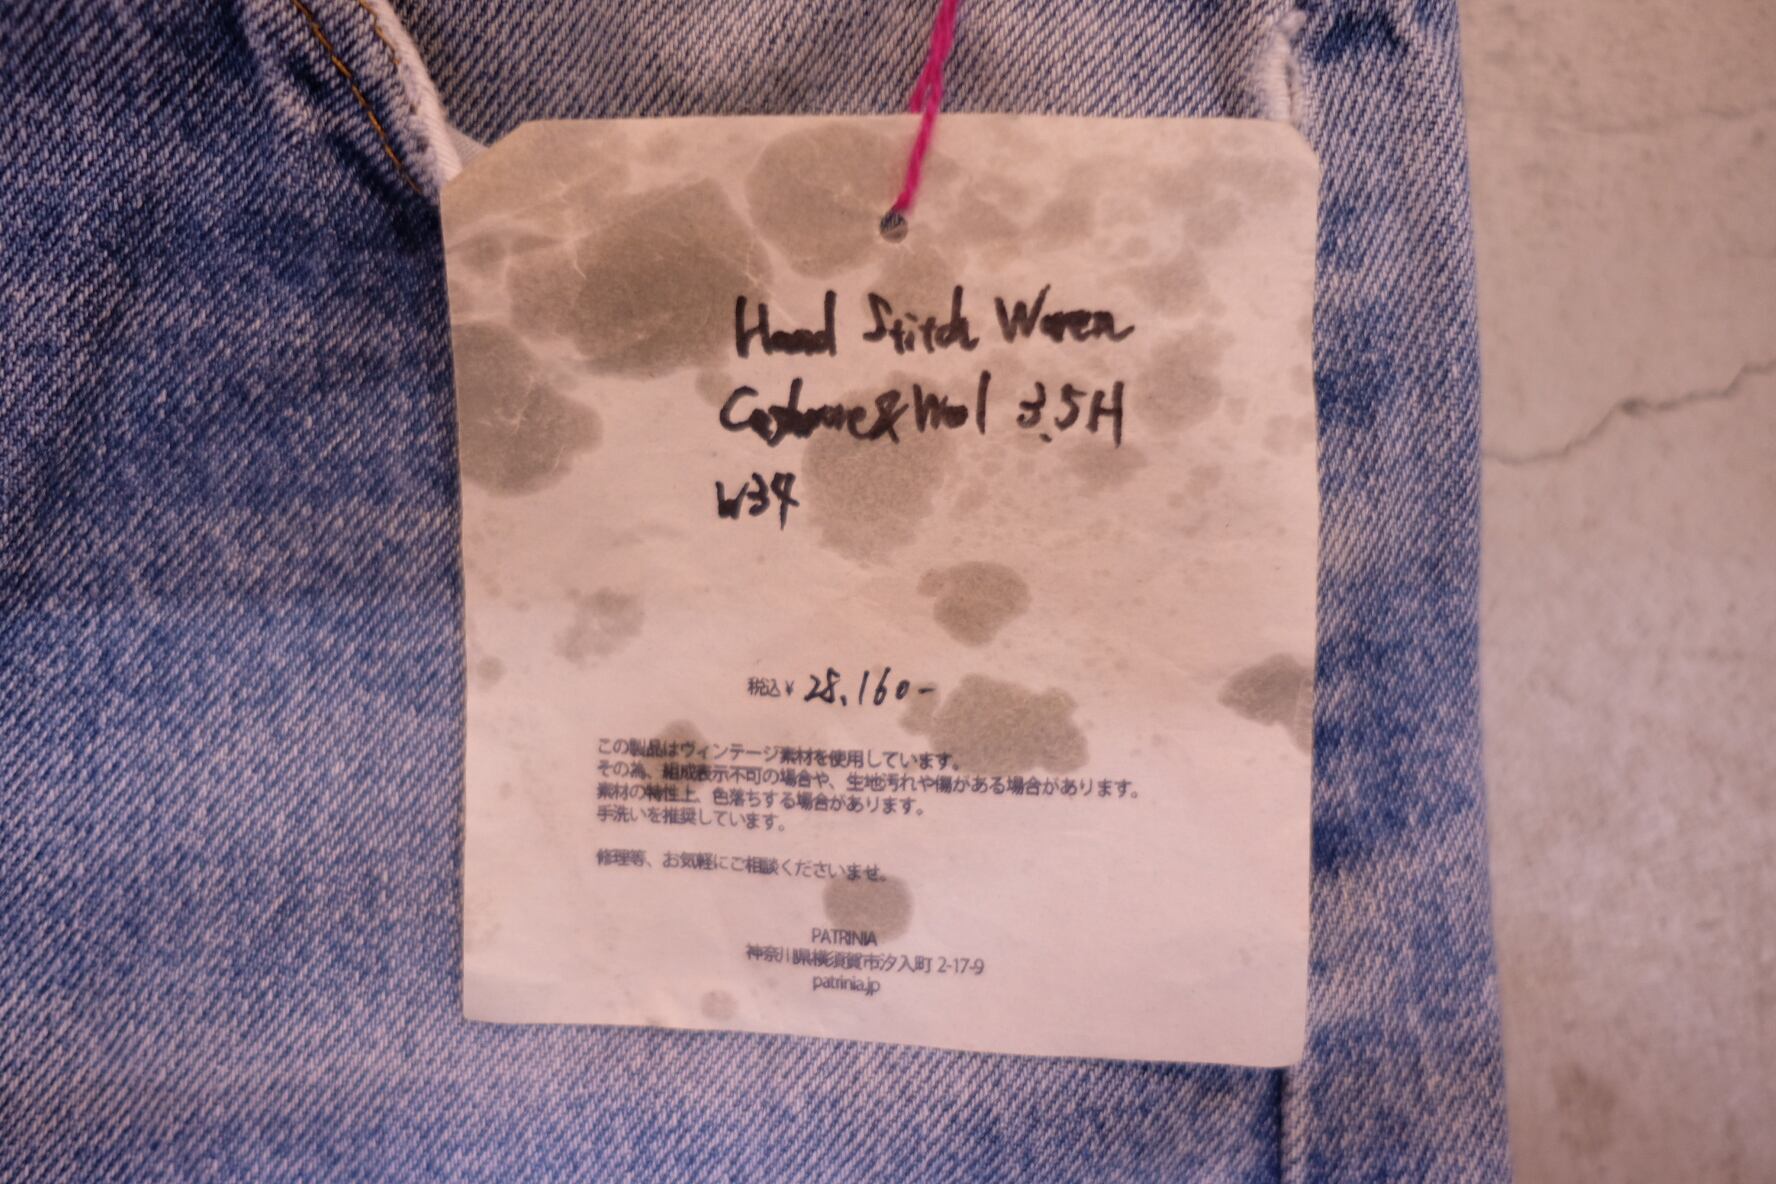 Hand Stitch Woven
Cashmere & Wool 3.5H
W34
税込¥ 28,160-
この製品はヴィンテージ素材を使用しています。
その為、組成表示不可の場合や、生地汚れや傷がある場合があります。
素材の特性上、色落ちする場合があります。
手洗いを推奨しています。
修理等、お気軽にご相談くださいませ。
PATRINIA
神奈川県横須賀市汐入町 2-17-9
patrinia.jp